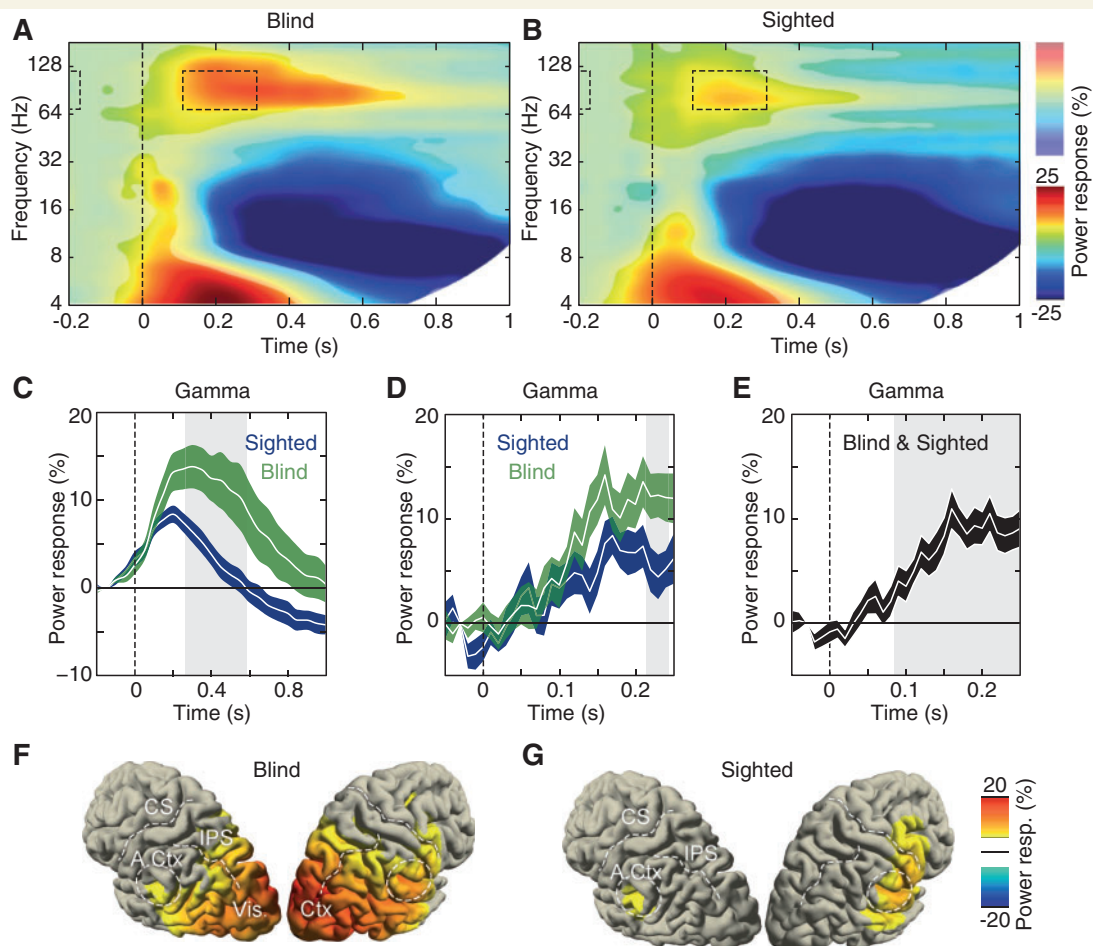 A Blind B Sighted
128 128
64 64
32 32
16 16
8 8
4 4
Frequency (Hz) Frequency (Hz)
-0.2 0 0.2 0.4 0.6 0.8 1 -0.2 0 0.2 0.4 0.6 0.8 1
Time (s) Time (s)
25
-25
Power response (%)
C Gamma D Gamma E Gamma
20 20 20
Sighted Sighted Blind & Sighted
Blind Blind
10 10 10
0 0 0
−10
Power response (%) Power response (%) Power response (%)
0 0.4 0.8 0 0.1 0.2 0 0.1 0.2
Time (s) Time (s) Time (s)
F Blind G Sighted
CS CS
IPS IPS
A.Ctx A.Ctx
Vis. Ctx
20
-20
Power resp. (%)